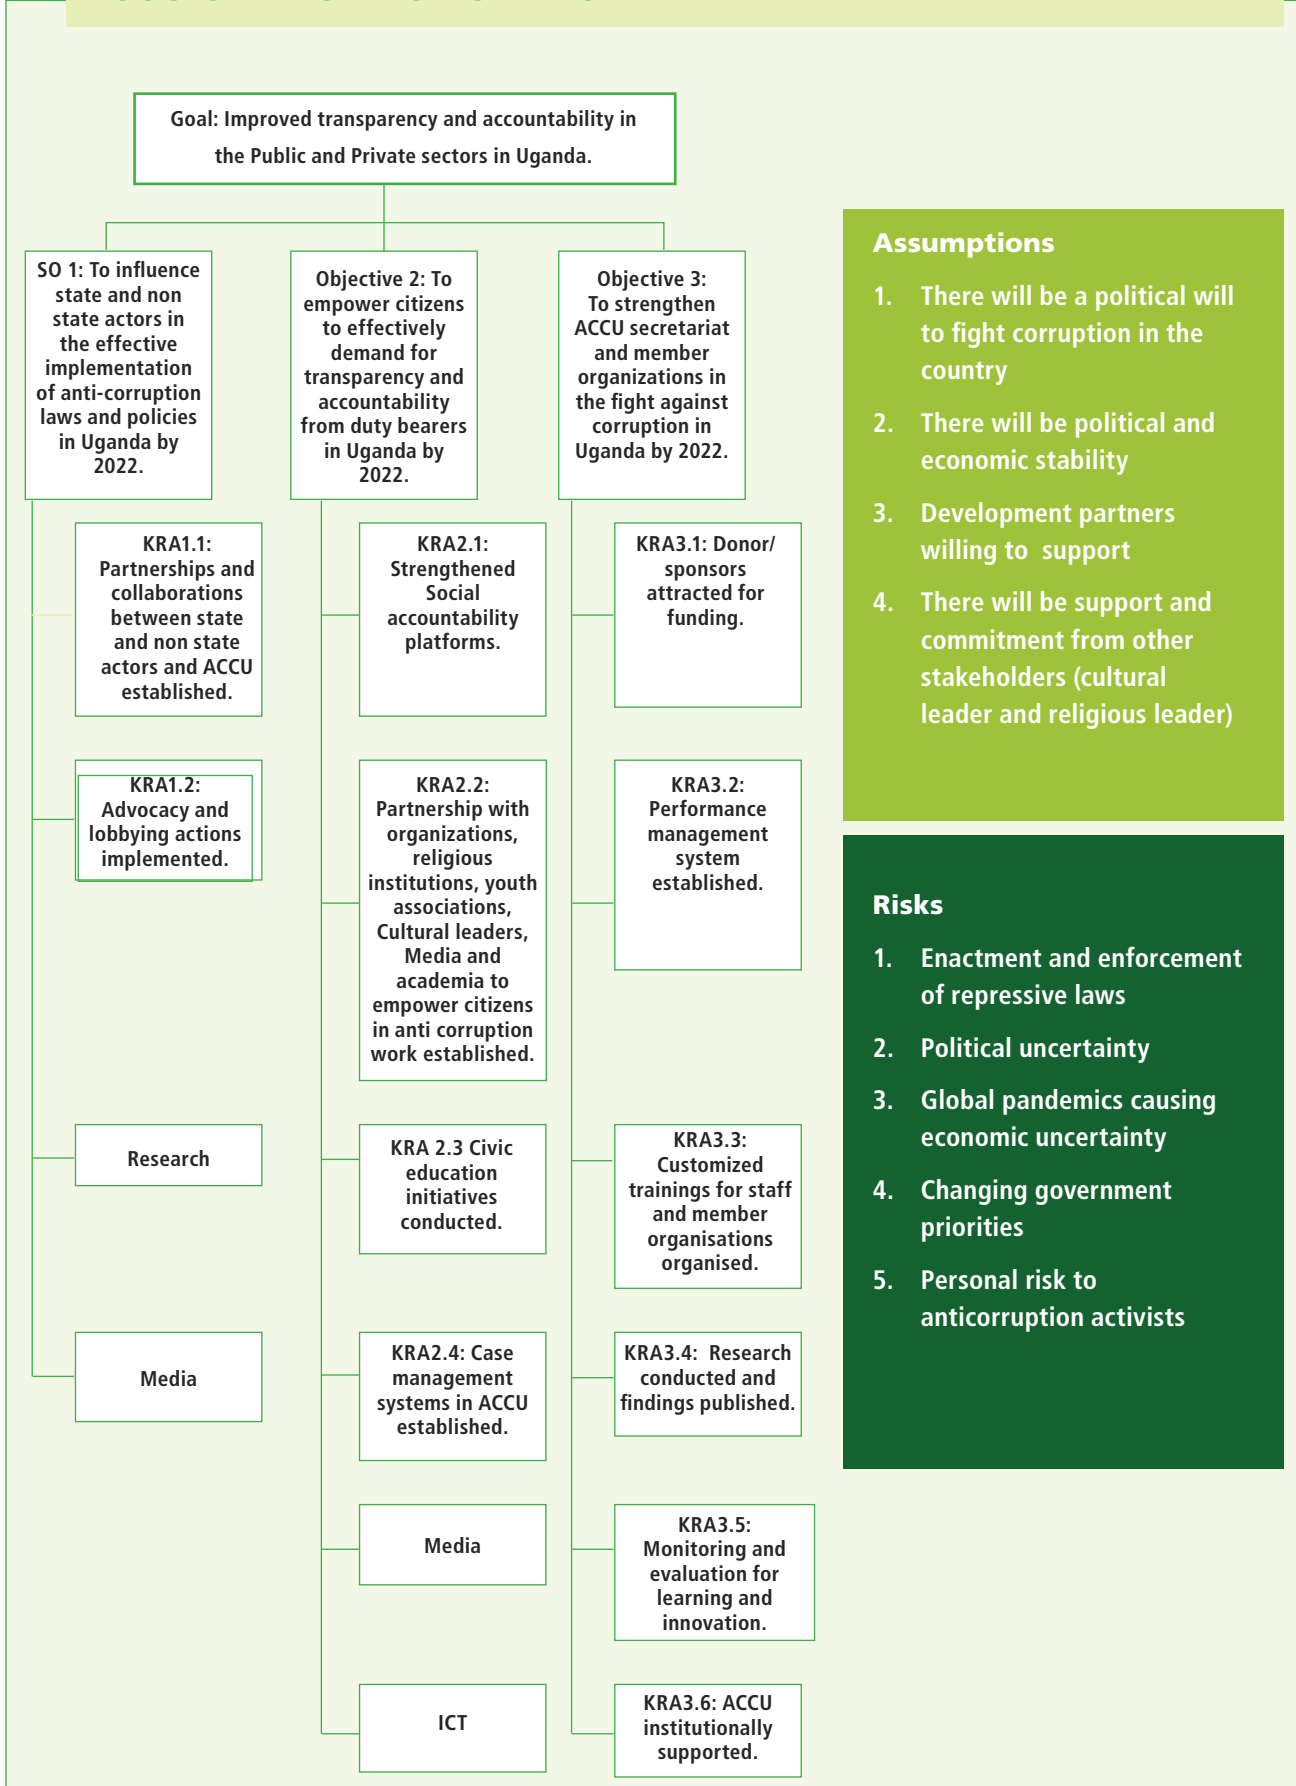 Goal: Improved transparency and accountability in
the Public and Private sectors in Uganda.
SO 1: To influence
state and non
state actors in
the effective
implementation
of anti-corruption
laws and policies
in Uganda by
2022.
Objective 2: To
empower citizens
to effectively
demand for
transparency and
accountability
from duty bearers
in Uganda by
2022.
Objective 3:
To strengthen
ACCU secretariat
and member
organizations in
the fight against
corruption in
Uganda by 2022.
KRA1.1:
Partnerships and
collaborations
between state
and non state
actors and ACCU
established.
KRA1.2:
Advocacy and
lobbying actions
implemented.
Research
Media
KRA2.1:
Strengthened
Social
accountability
platforms.
KRA2.2:
Partnership with
organizations,
religious
institutions, youth
associations,
Cultural leaders,
Media and
academia to
empower citizens
in anti corruption
work established.
KRA 2.3 Civic
education
initiatives
conducted.
KRA2.4: Case
management
systems in ACCU
established.
Media
ICT
KRA3.1: Donor/
sponsors
attracted for
funding.
KRA3.2:
Performance
management
system
established.
KRA3.3:
Customized
trainings for staff
and member
organisations
organised.
KRA3.4:  Research
conducted and
findings published.
KRA3.5:
Monitoring and
evaluation for
learning and
innovation.
KRA3.6: ACCU
institutionally
supported.
Assumptions
1. There will be a political will
to fight corruption in the
country
2. There will be political and
economic stability
3. Development partners
willing to  support
4. There will be support and
commitment from other
stakeholders (cultural
leader and religious leader)
Risks
1. Enactment and enforcement
of repressive laws
2. Political uncertainty
3. Global pandemics causing
economic uncertainty
4. Changing government
priorities
5. Personal risk to
anticorruption activists